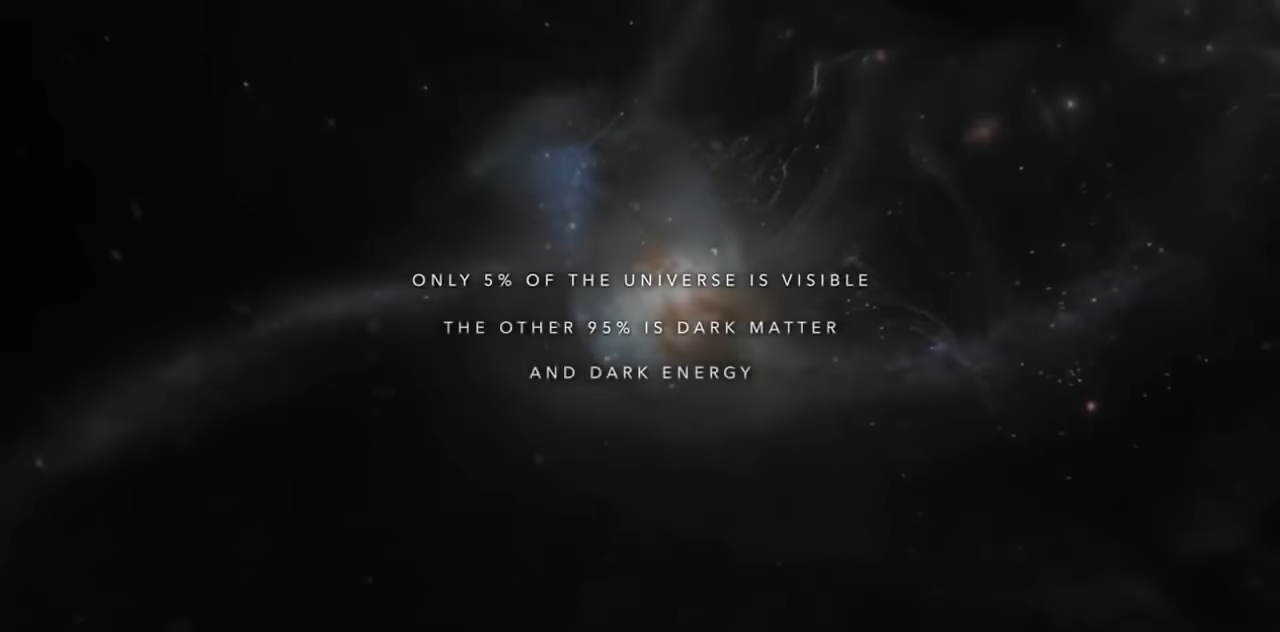 ONLY 5% OF THE UNIVERSE IS VISIBLE
THE OTHER 95% IS DARK MATTER
AND DARK ENERGY